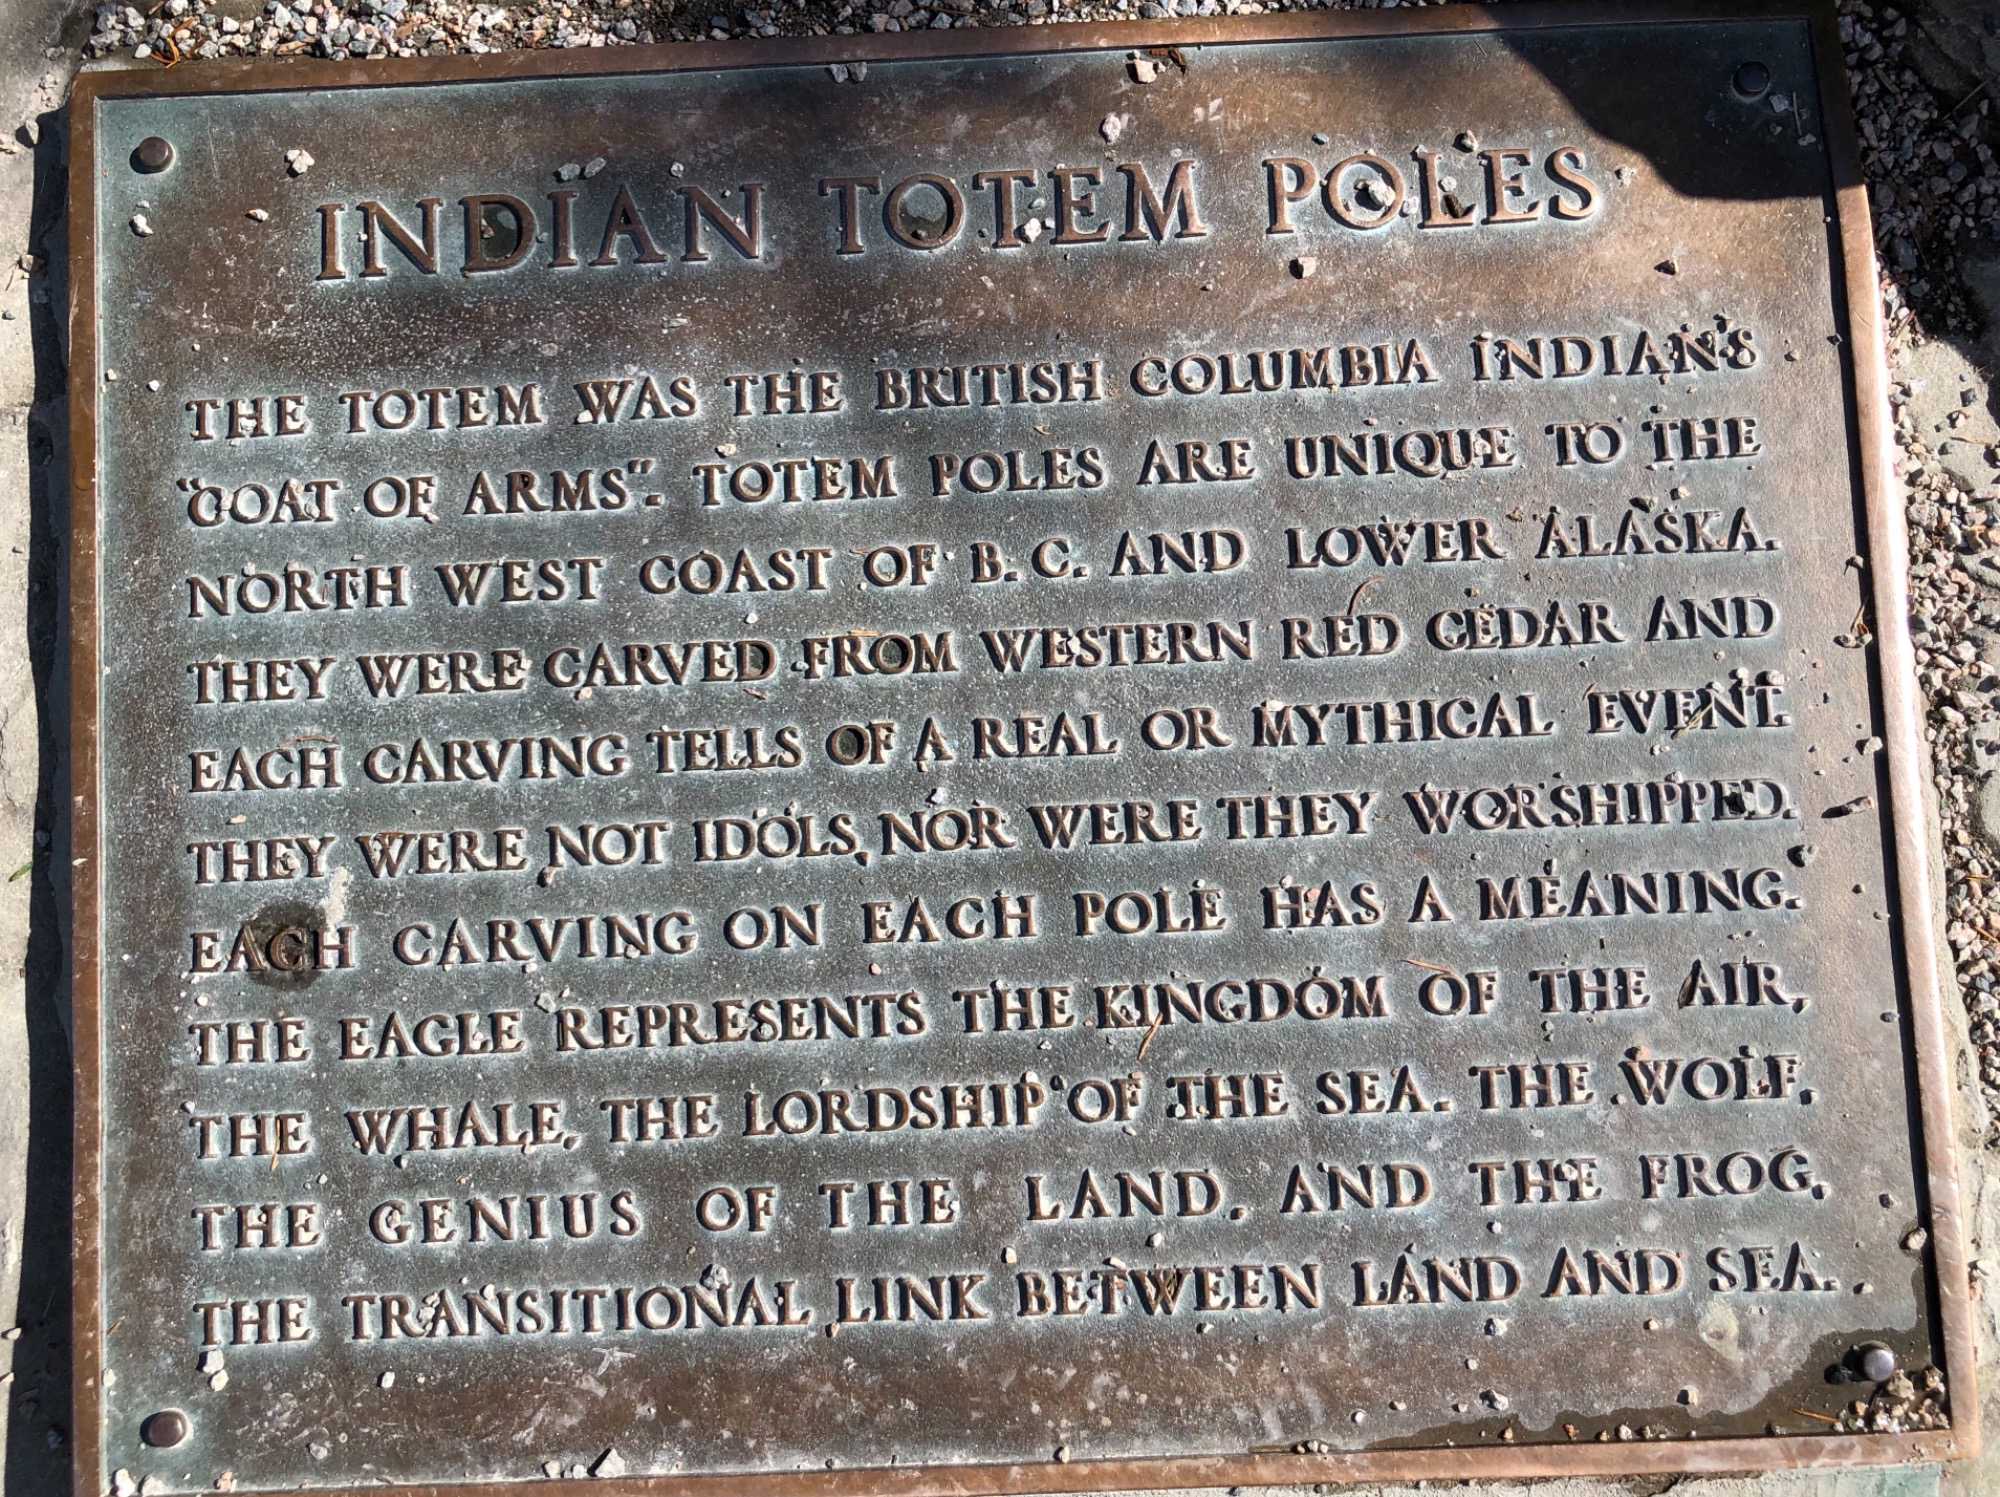 INDIAN TOTEM POLES
THE TOTEM WAS THE BRITISH COLUMBIA INDIAN'S
"COAT OF ARMS". TOTEM POLES ARE UNIQUE TO THE
NORTH WEST COAST OF B.C. AND LOWER ALASKA.
THEY WERE CARVED FROM WESTERN RED CEDAR AND
EACH CARVING TELLS OF A REAL OR MYTHICAL EVENT.
THEY WERE NOT IDOLS, NOR WERE THEY WORSHIPPED.
EACH CARVING ON EACH POLE HAS A MEANING.
THE EAGLE REPRESENTS THE KINGDOM OF THE AIR,
THE WHALE, THE LORDSHIP OF THE SEA. THE WOLF,
THE GENIUS OF THE LAND. AND THE FROG,
THE TRANSITIONAL LINK BETWEEN LAND AND SEA.